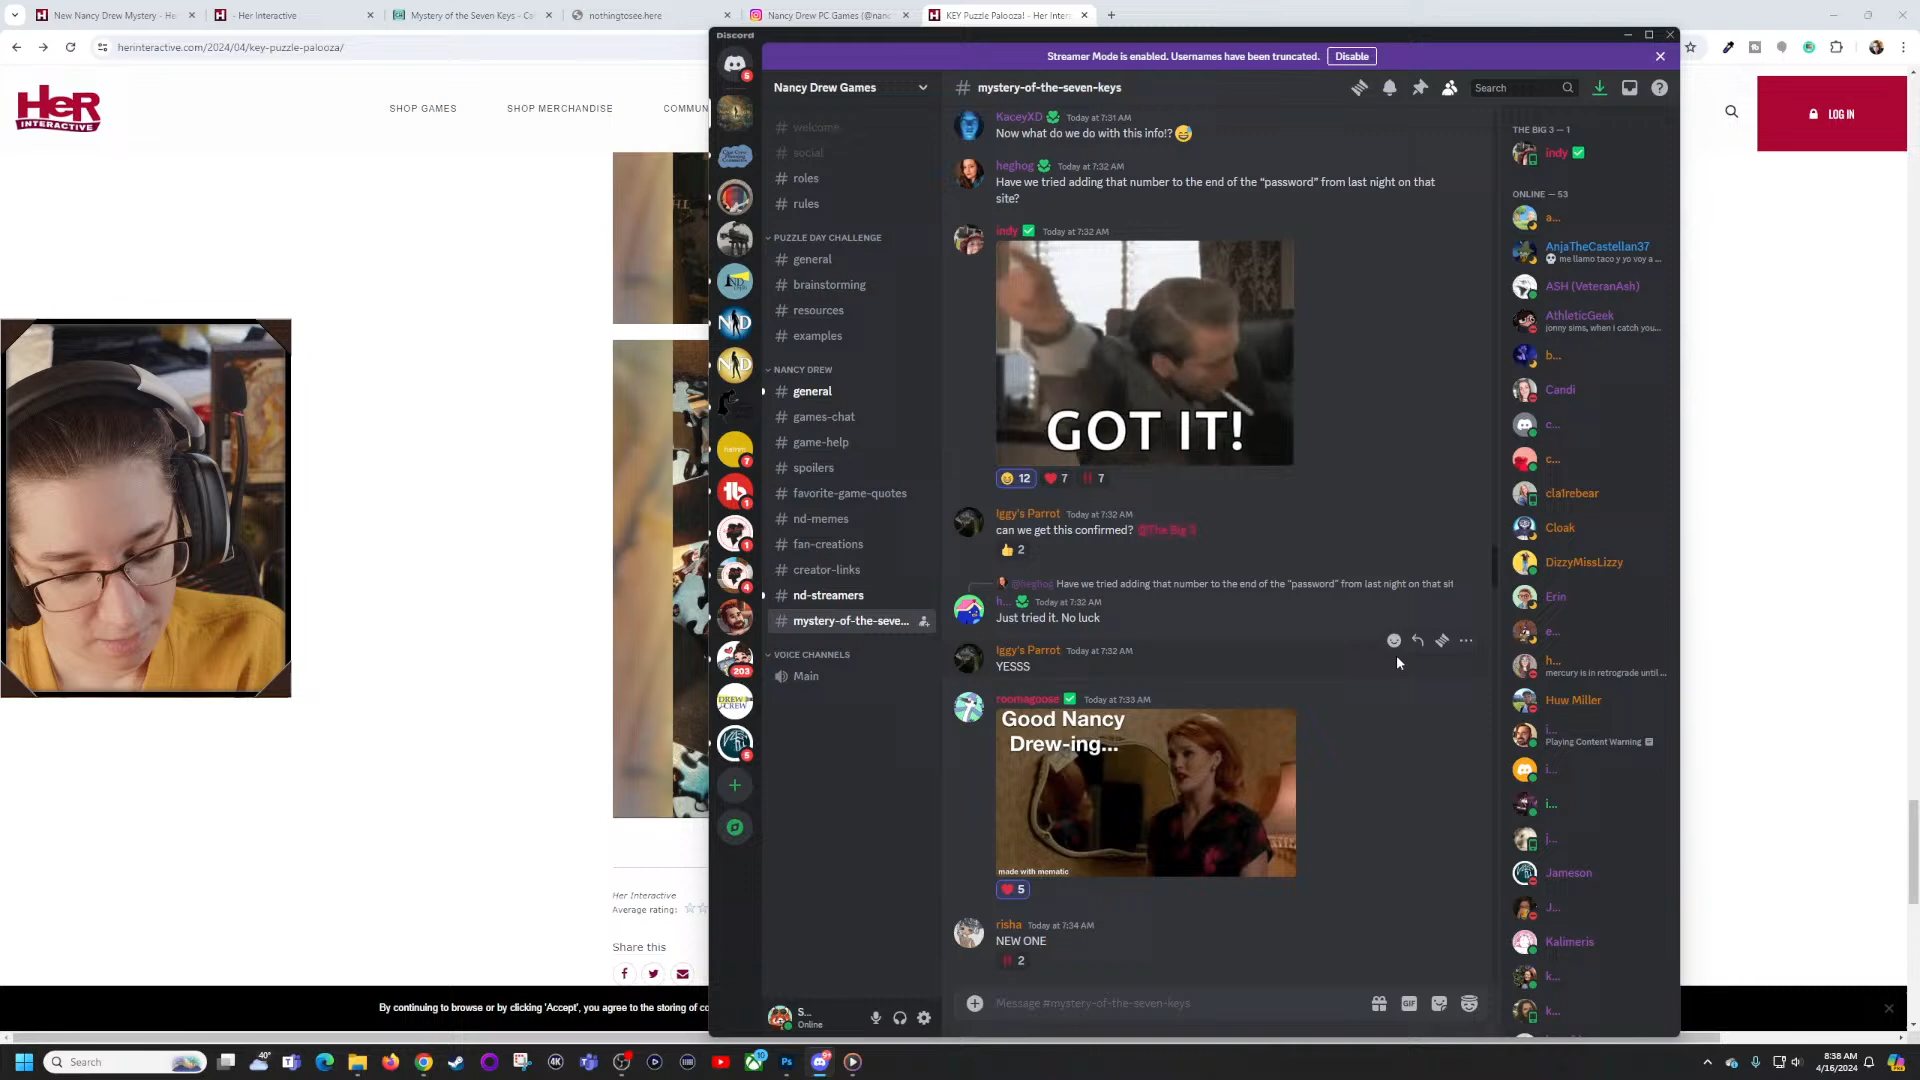 New Nancy Drew Mystery - He
- Her Interactive
Mystery of the Seven Keys - Ca
nothingtosee.here
Nancy Drew PC Games (@nanc
KEY Puzzle Palooza! - Her Inter
herinteractive.com/2024/04/key-puzzle-palooza/
HeR
INTERACTIVE
SHOP GAMES
SHOP MERCHANDISE
COMMUN
LOG IN
Her Interactive
Average rating:
Share this
By continuing to browse or by clicking 'Accept', you agree to the storing of co
Discord
Streamer Mode is enabled. Usernames have been truncated.
Disable
Nancy Drew Games
# welcome
# social
# roles
# rules
PUZZLE DAY CHALLENGE
# general
# brainstorming
# resources
# examples
NANCY DREW
# general
# games-chat
# game-help
# spoilers
# favorite-game-quotes
# nd-memes
# fan-creations
# creator-links
# nd-streamers
# mystery-of-the-seve...
VOICE CHANNELS
Main
S...
Online
6
7
1
1
4
203
5
# mystery-of-the-seven-keys
Search
KaceyXD Today at 7:31 AM
Now what do we do with this info!?
heghog Today at 7:32 AM
Have we tried adding that number to the end of the “password” from last night on that
site?
indy Today at 7:32 AM
GOT IT!
12 7 7
Iggy's Parrot Today at 7:32 AM
can we get this confirmed? @The Big 3
2
@heghog Have we tried adding that number to the end of the “password” from last night on that sit
h... Today at 7:32 AM
Just tried it. No luck
Iggy's Parrot Today at 7:32 AM
YESSS
roomagoose Today at 7:33 AM
Good Nancy
Drew-ing...
made with mematic
5
risha Today at 7:34 AM
NEW ONE
2
Message #mystery-of-the-seven-keys
GIF
THE BIG 3 — 1
indy
ONLINE — 53
a...
AnjaTheCastellan37
me llamo taco y yo voy a ...
ASH (VeteranAsh)
AthleticGeek
jonny sims, when i catch you...
b...
Candi
c...
c...
cla1rebear
Cloak
DizzyMissLizzy
Erin
e...
h...
mercury is in retrograde until ...
Huw Miller
i...
Playing Content Warning
i...
i...
j...
Jameson
J...
Kalimeris
k...
k...
Search
40°
10
8:38 AM
4/16/2024